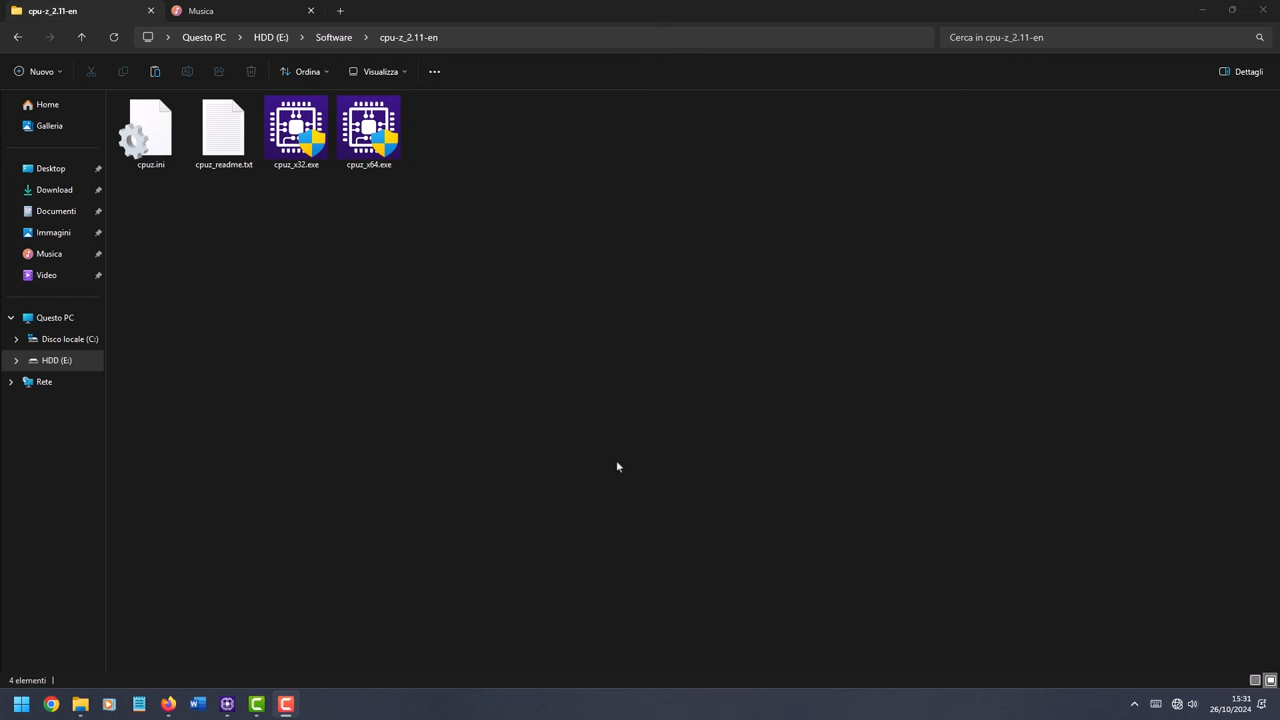 cpu-z_2.11-en
Musica
Questo PC
HDD (E:)
Software
cpu-z_2.11-en
Cerca in cpu-z_2.11-en
Nuovo
Ordina
Visualizza
Dettagli
Home
Galleria
Desktop
Download
Documenti
Immagini
Musica
Video
Questo PC
Disco locale (C:)
HDD (E:)
Rete
cpuz.ini
cpuz_readme.txt
cpuz_x32.exe
cpuz_x64.exe
4 elementi
15:31
26/10/2024